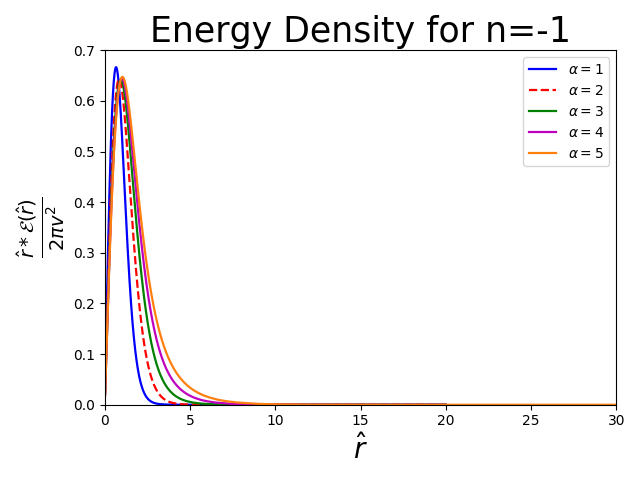 Energy Density for n=-1
r̂ * ℰ(r̂)
2πv²
0.7
0.6
0.5
0.4
0.3
0.2
0.1
0.0
α = 1
α = 2
α = 3
α = 4
α = 5
0 5 10 15 20 25 30
r̂